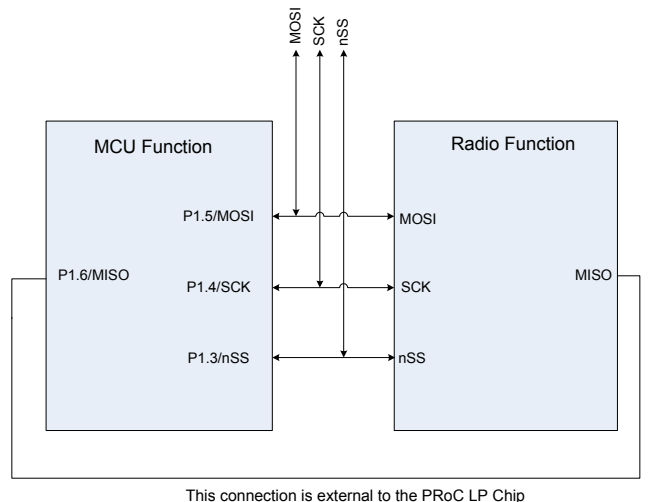 MOSI
SCK
nSS
MCU Function
Radio Function
P1.5/MOSI
MOSI
P1.6/MISO
P1.4/SCK
SCK
MISO
P1.3/nSS
nSS
This connection is external to the PRoC LP Chip